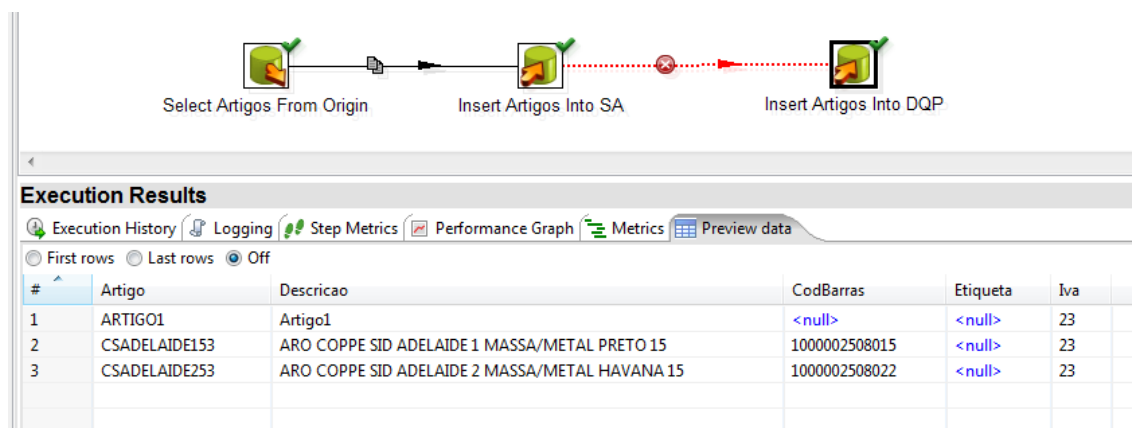 Select Artigos From Origin Insert Artigos Into SA Insert Artigos Into DQP
Execution Results
Execution History Logging Step Metrics Performance Graph Metrics Preview data
First rows Last rows Off
# Artigo Descricao CodBarras Etiqueta Iva
1 ARTIGO1 Artigo1 <null> <null> 23
2 CSADELAIDE153 ARO COPPE SID ADELAIDE 1 MASSA/METAL PRETO 15 1000002508015 <null> 23
3 CSADELAIDE253 ARO COPPE SID ADELAIDE 2 MASSA/METAL HAVANA 15 1000002508022 <null> 23